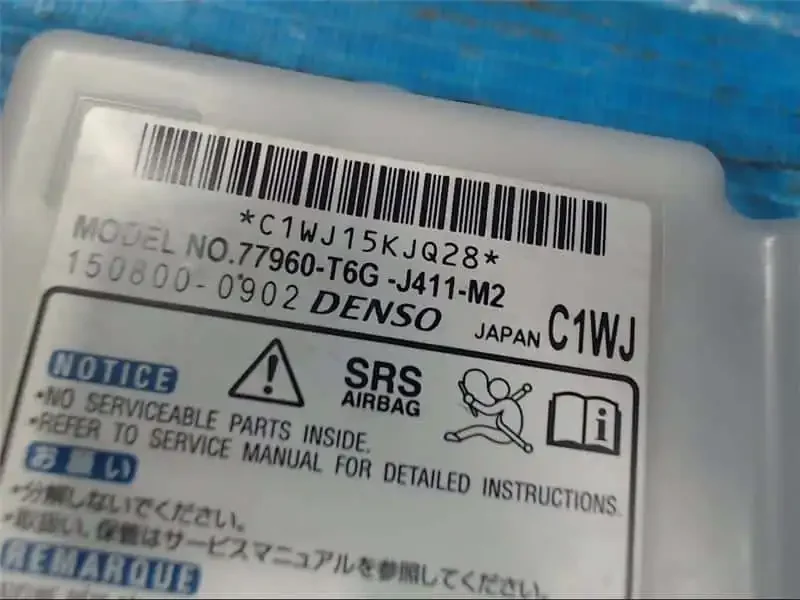 *C1WJ15KJQ28*
MODEL NO.77960-T6G -J411-M2
150800-0902 DENSO JAPAN C1WJ
NOTICE
SRS
AIRBAG
i
•NO SERVICEABLE PARTS INSIDE.
•REFER TO SERVICE MANUAL FOR DETAILED INSTRUCTIONS.
お願い
•分解しないでください。
•取扱い、保管はサービスマニュアルを参照してください。
REMARQUE